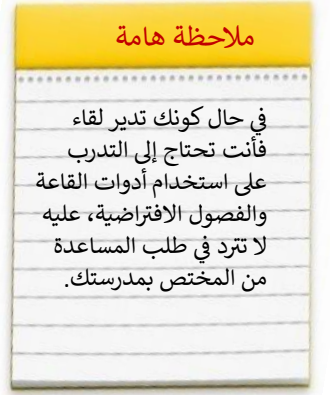 ملاحظة هامة
في حال كونك تدير لقاء
فأنت تحتاج إلى التدرب
على استخدام أدوات القاعة
والفصول الافتراضية، عليه
لا تترد في طلب المساعدة
من المختص بمدرستك.